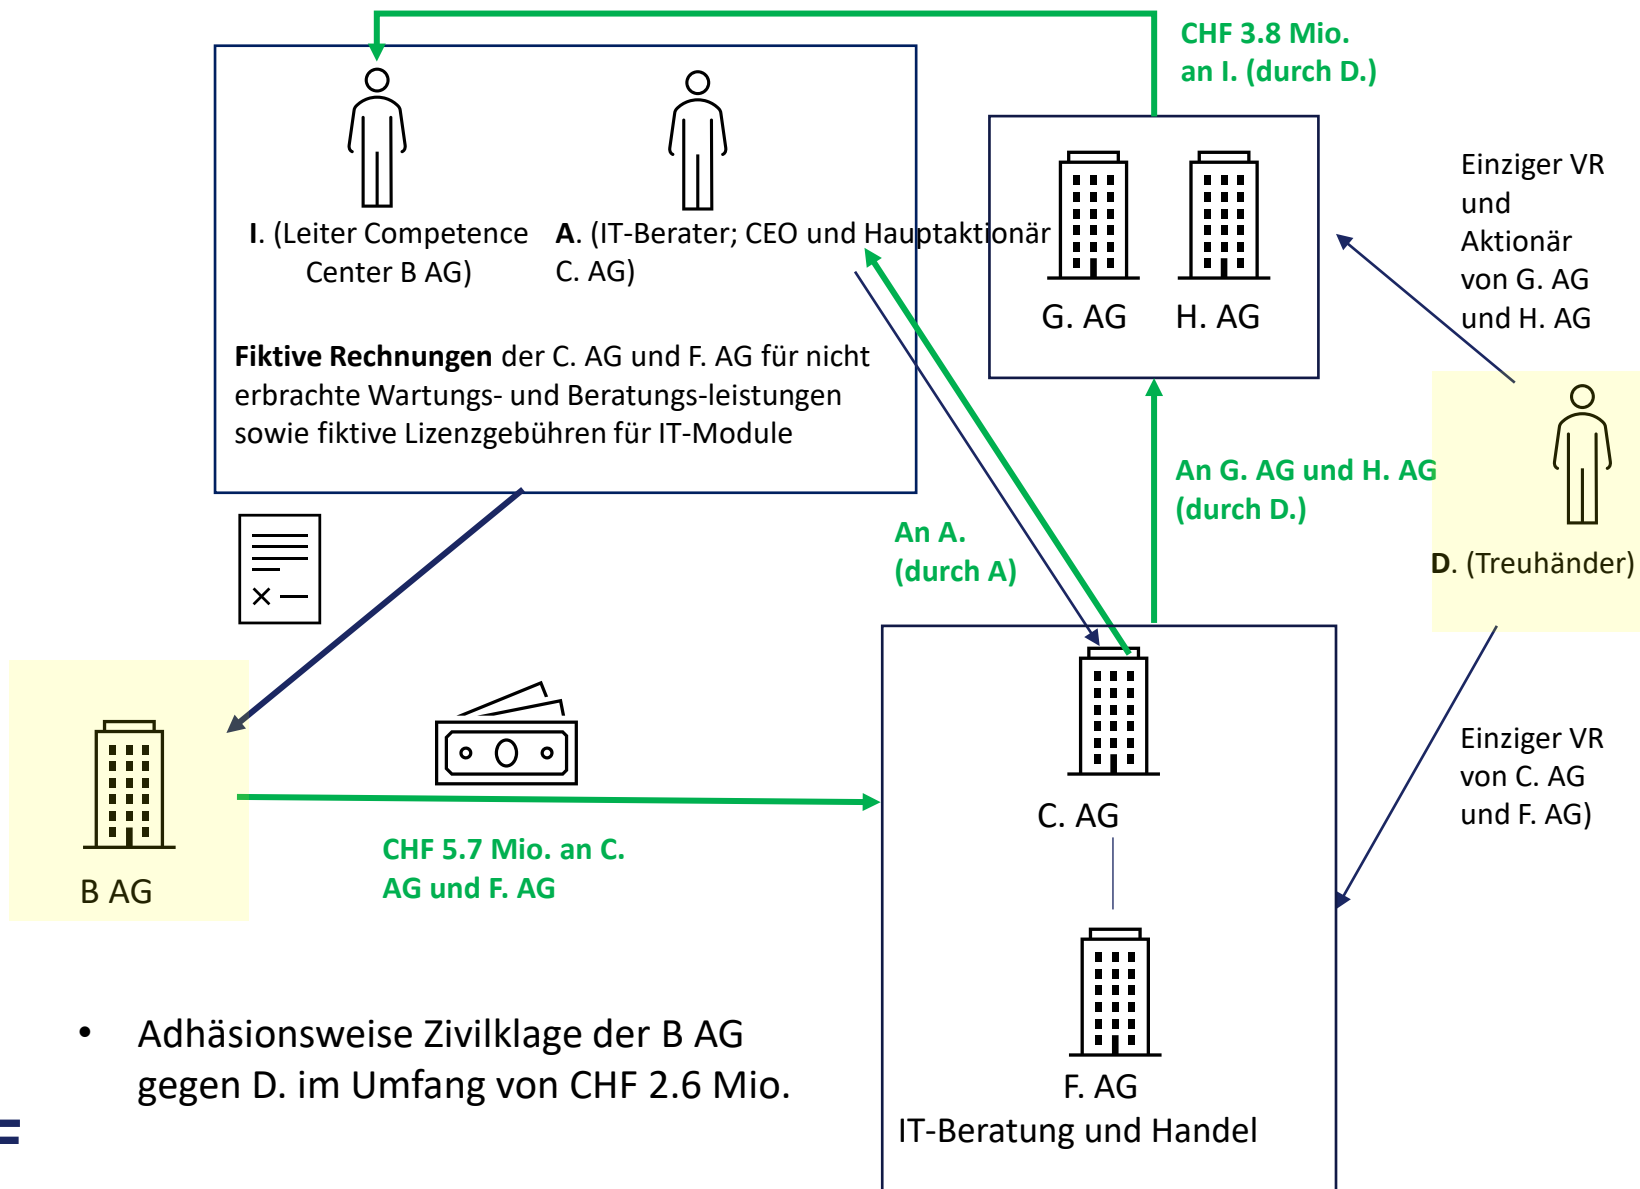 CHF 3.8 Mio.
an I. (durch D.)
I. (Leiter Competence
Center B AG)
A. (IT-Berater; CEO und Hauptaktionär
C. AG)
Fiktive Rechnungen der C. AG und F. AG für nicht
erbrachte Wartungs- und Beratungs-leistungen
sowie fiktive Lizenzgebühren für IT-Module
G. AG
H. AG
Einziger VR
und
Aktionär
von G. AG
und H. AG
An G. AG und H. AG
(durch D.)
An A.
(durch A)
D. (Treuhänder)
B AG
CHF 5.7 Mio. an C.
AG und F. AG
C. AG
Einziger VR
von C. AG
und F. AG)
F. AG
IT-Beratung und Handel
• Adhäsionsweise Zivilklage der B AG
gegen D. im Umfang von CHF 2.6 Mio.